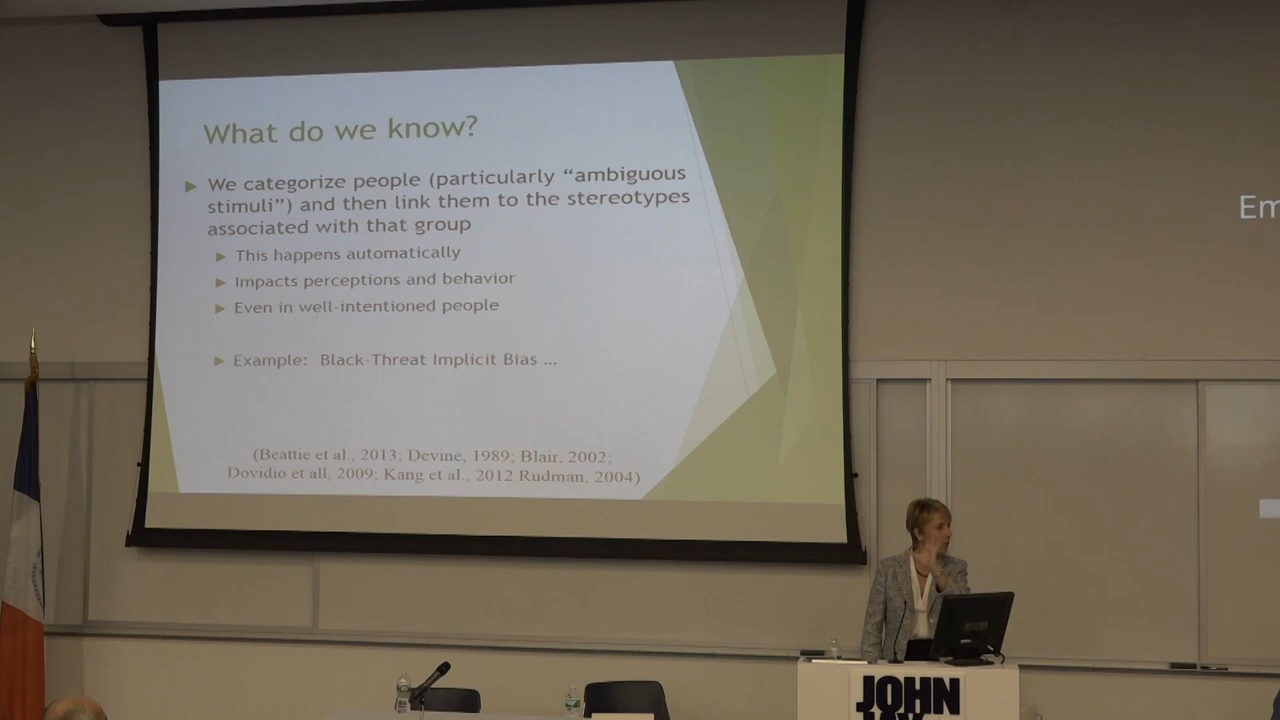 What do we know?
We categorize people (particularly “ambiguous
stimuli”) and then link them to the stereotypes
associated with that group
This happens automatically
Impacts perceptions and behavior
Even in well-intentioned people
Example: Black-Threat Implicit Bias ...
(Beattie et al., 2013; Devine, 1989; Blair, 2002;
Dovidio et all, 2009; Kang et al., 2012 Rudman, 2004)
Em
JOHN
JAY